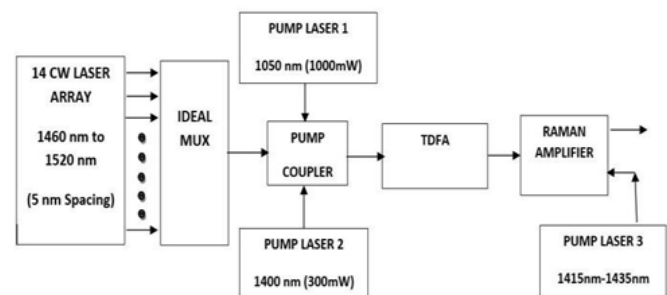 14 CW LASER
ARRAY
1460 nm to
1520 nm
(5 nm Spacing)
IDEAL
MUX
PUMP LASER 1
1050 nm (1000mW)
PUMP
COUPLER
PUMP LASER 2
1400 nm (300mW)
TDFA
RAMAN
AMPLIFIER
PUMP LASER 3
1415nm-1435nm